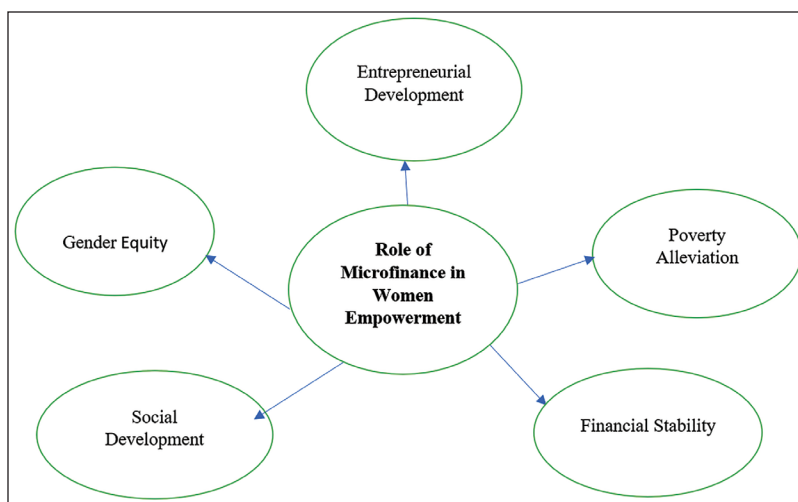 Entrepreneurial
Development
Gender Equity
Role of
Microfinance in
Women
Empowerment
Poverty
Alleviation
Social
Development
Financial Stability